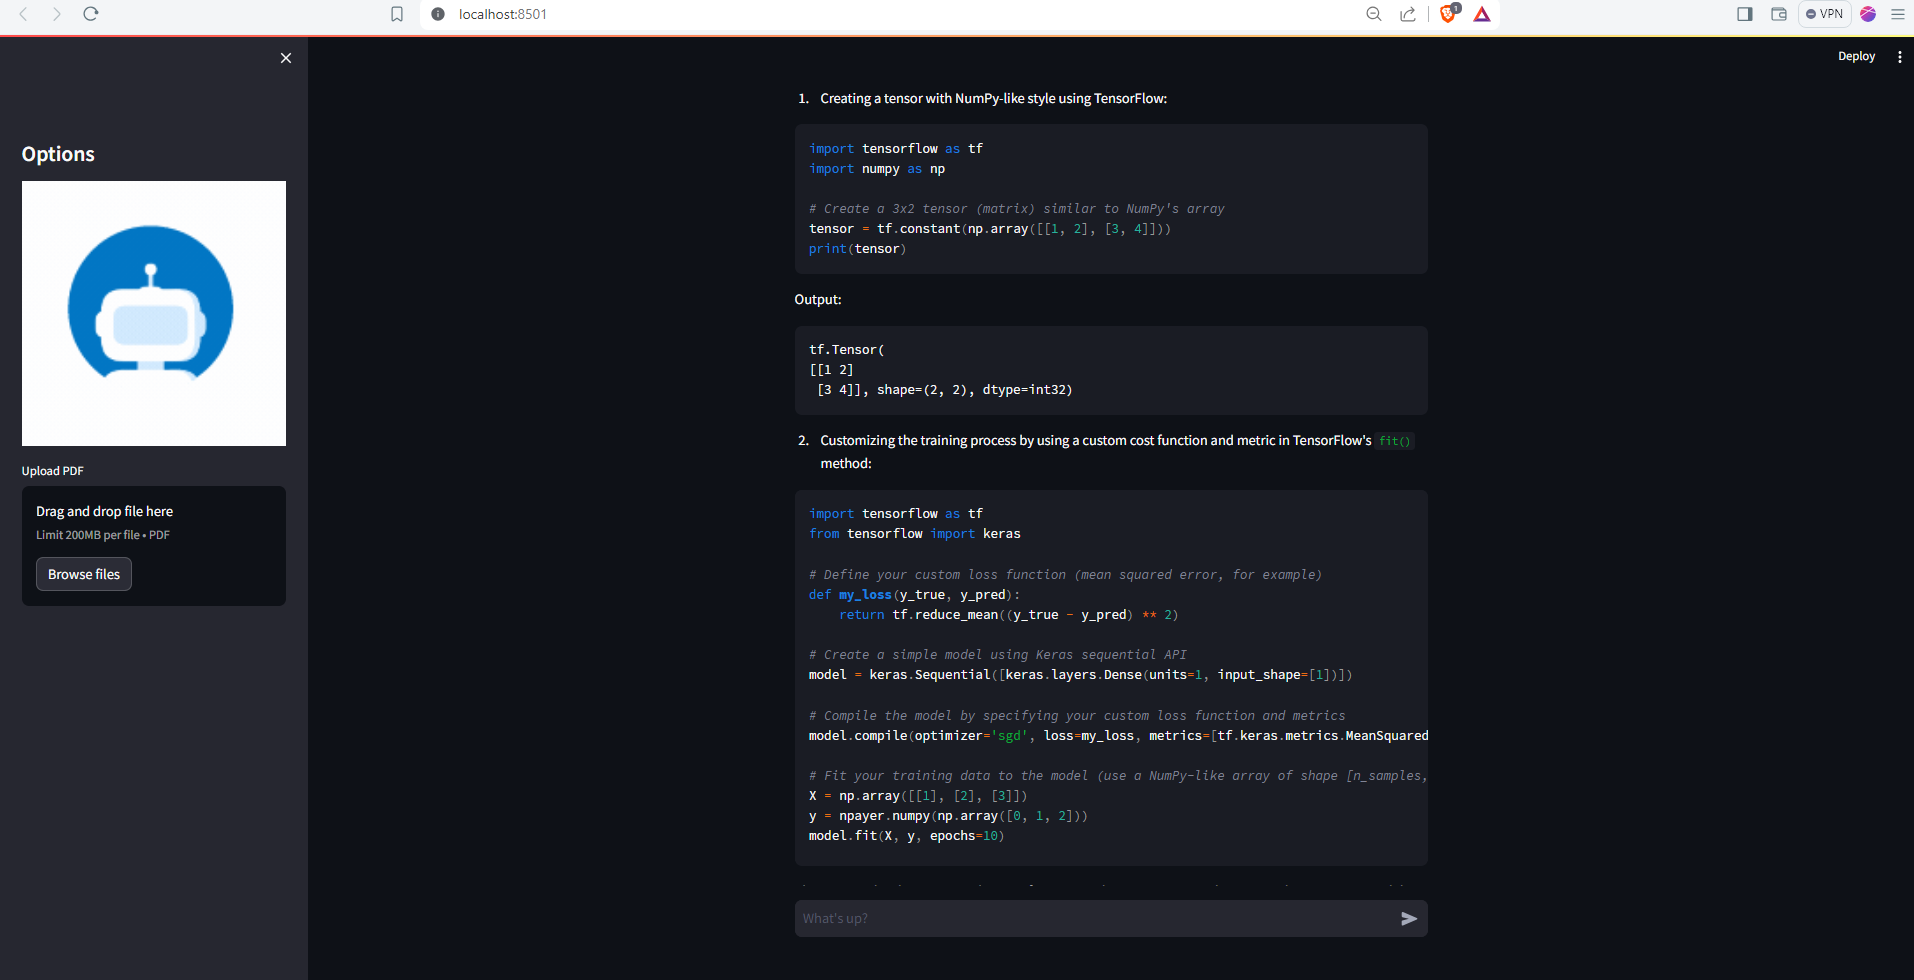 localhost:8501
1
VPN
Deploy
Options
Upload PDF
Drag and drop file here
Limit 200MB per file • PDF
Browse files
1. Creating a tensor with NumPy-like style using TensorFlow:
import tensorflow as tf
import numpy as np
# Create a 3x2 tensor (matrix) similar to NumPy's array
tensor = tf.constant(np.array([[1, 2], [3, 4]]))
print(tensor)
Output:
tf.Tensor(
[[1 2]
 [3 4]], shape=(2, 2), dtype=int32)
2. Customizing the training process by using a custom cost function and metric in TensorFlow's fit()
method:
import tensorflow as tf
from tensorflow import keras
# Define your custom loss function (mean squared error, for example)
def my_loss(y_true, y_pred):
    return tf.reduce_mean((y_true - y_pred) ** 2)
# Create a simple model using Keras sequential API
model = keras.Sequential([keras.layers.Dense(units=1, input_shape=[1])])
# Compile the model by specifying your custom loss function and metrics
model.compile(optimizer='sgd', loss=my_loss, metrics=[tf.keras.metrics.MeanSquared
# Fit your training data to the model (use a NumPy-like array of shape [n_samples,
X = np.array([[1], [2], [3]])
y = npayer.numpy(np.array([0, 1, 2]))
model.fit(X, y, epochs=10)
What's up?